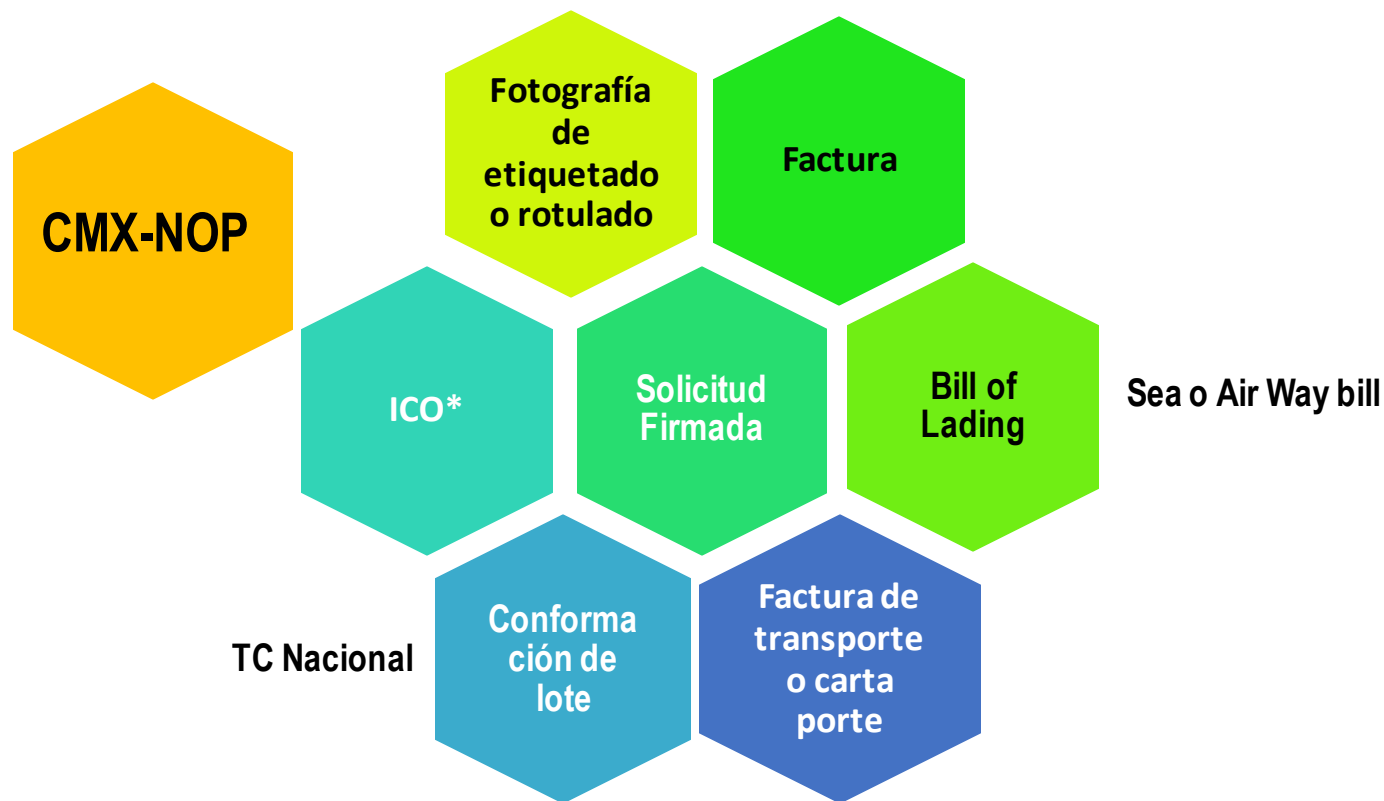 Fotografía
de
etiquetado
o rotulado
Factura
CMX-NOP
ICO*
Solicitud
Firmada
Bill of
Lading
Sea o Air Way bill
TC Nacional
Conforma
ción de
lote
Factura de
transporte
o carta
porte